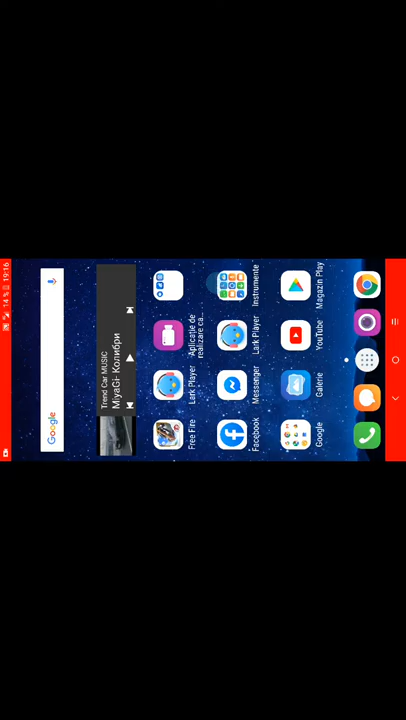 14 % 19:16
Google
Trend Car MUSIC
MiyaGi- Колибри
Free Fire
Lark Player
Aplicație de
realizare ca...
Facebook
Messenger
Lark Player
Instrumente
Google
Galerie
YouTube
Magazin Play